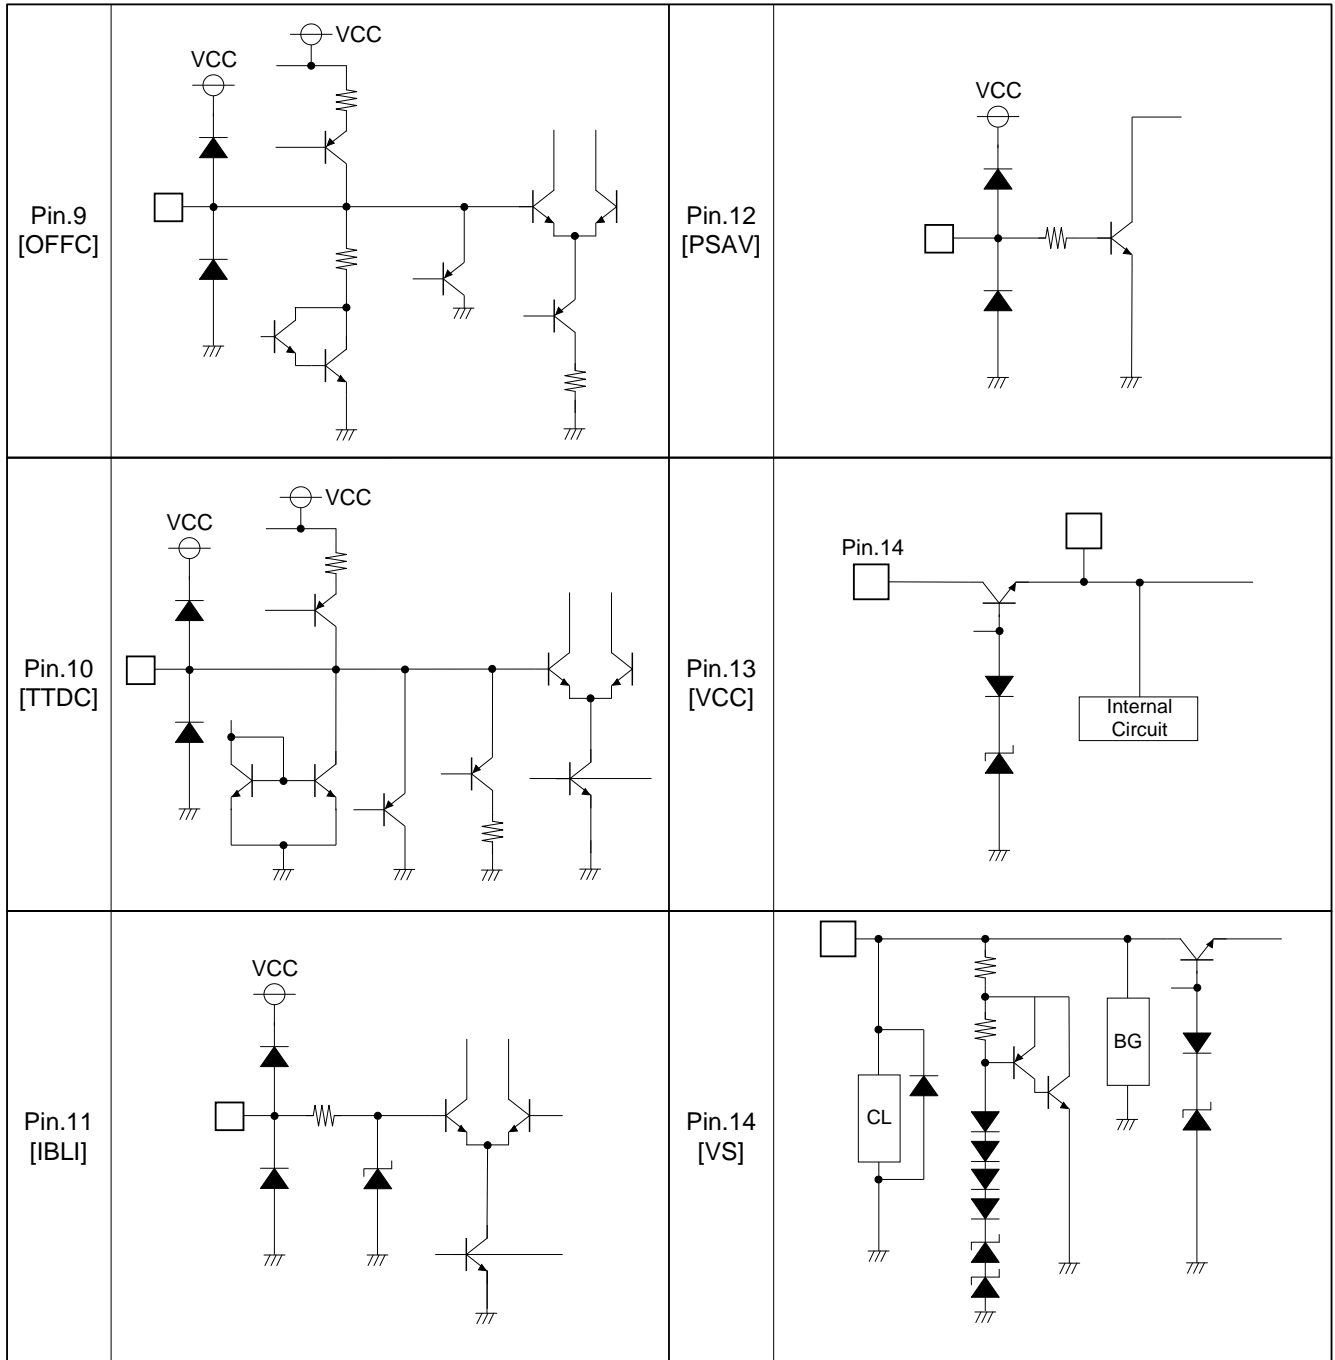 Pin.9
[OFFC]
VCC
VCC
Pin.12
[PSAV]
VCC
Pin.10
[TTDC]
VCC
VCC
Pin.13
[VCC]
Pin.14
Internal
Circuit
Pin.11
[IBLI]
VCC
Pin.14
[VS]
CL
BG